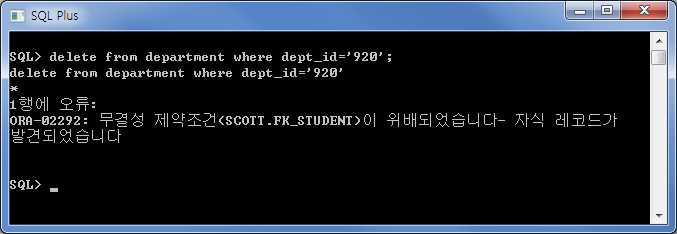 SQL Plus
SQL> delete from department where dept_id='920';
delete from department where dept_id='920'
*
1행에 오류:
ORA-02292: 무결성 제약조건(SCOTT.FK_STUDENT)이 위배되었습니다- 자식 레코드가
발견되었습니다
SQL>